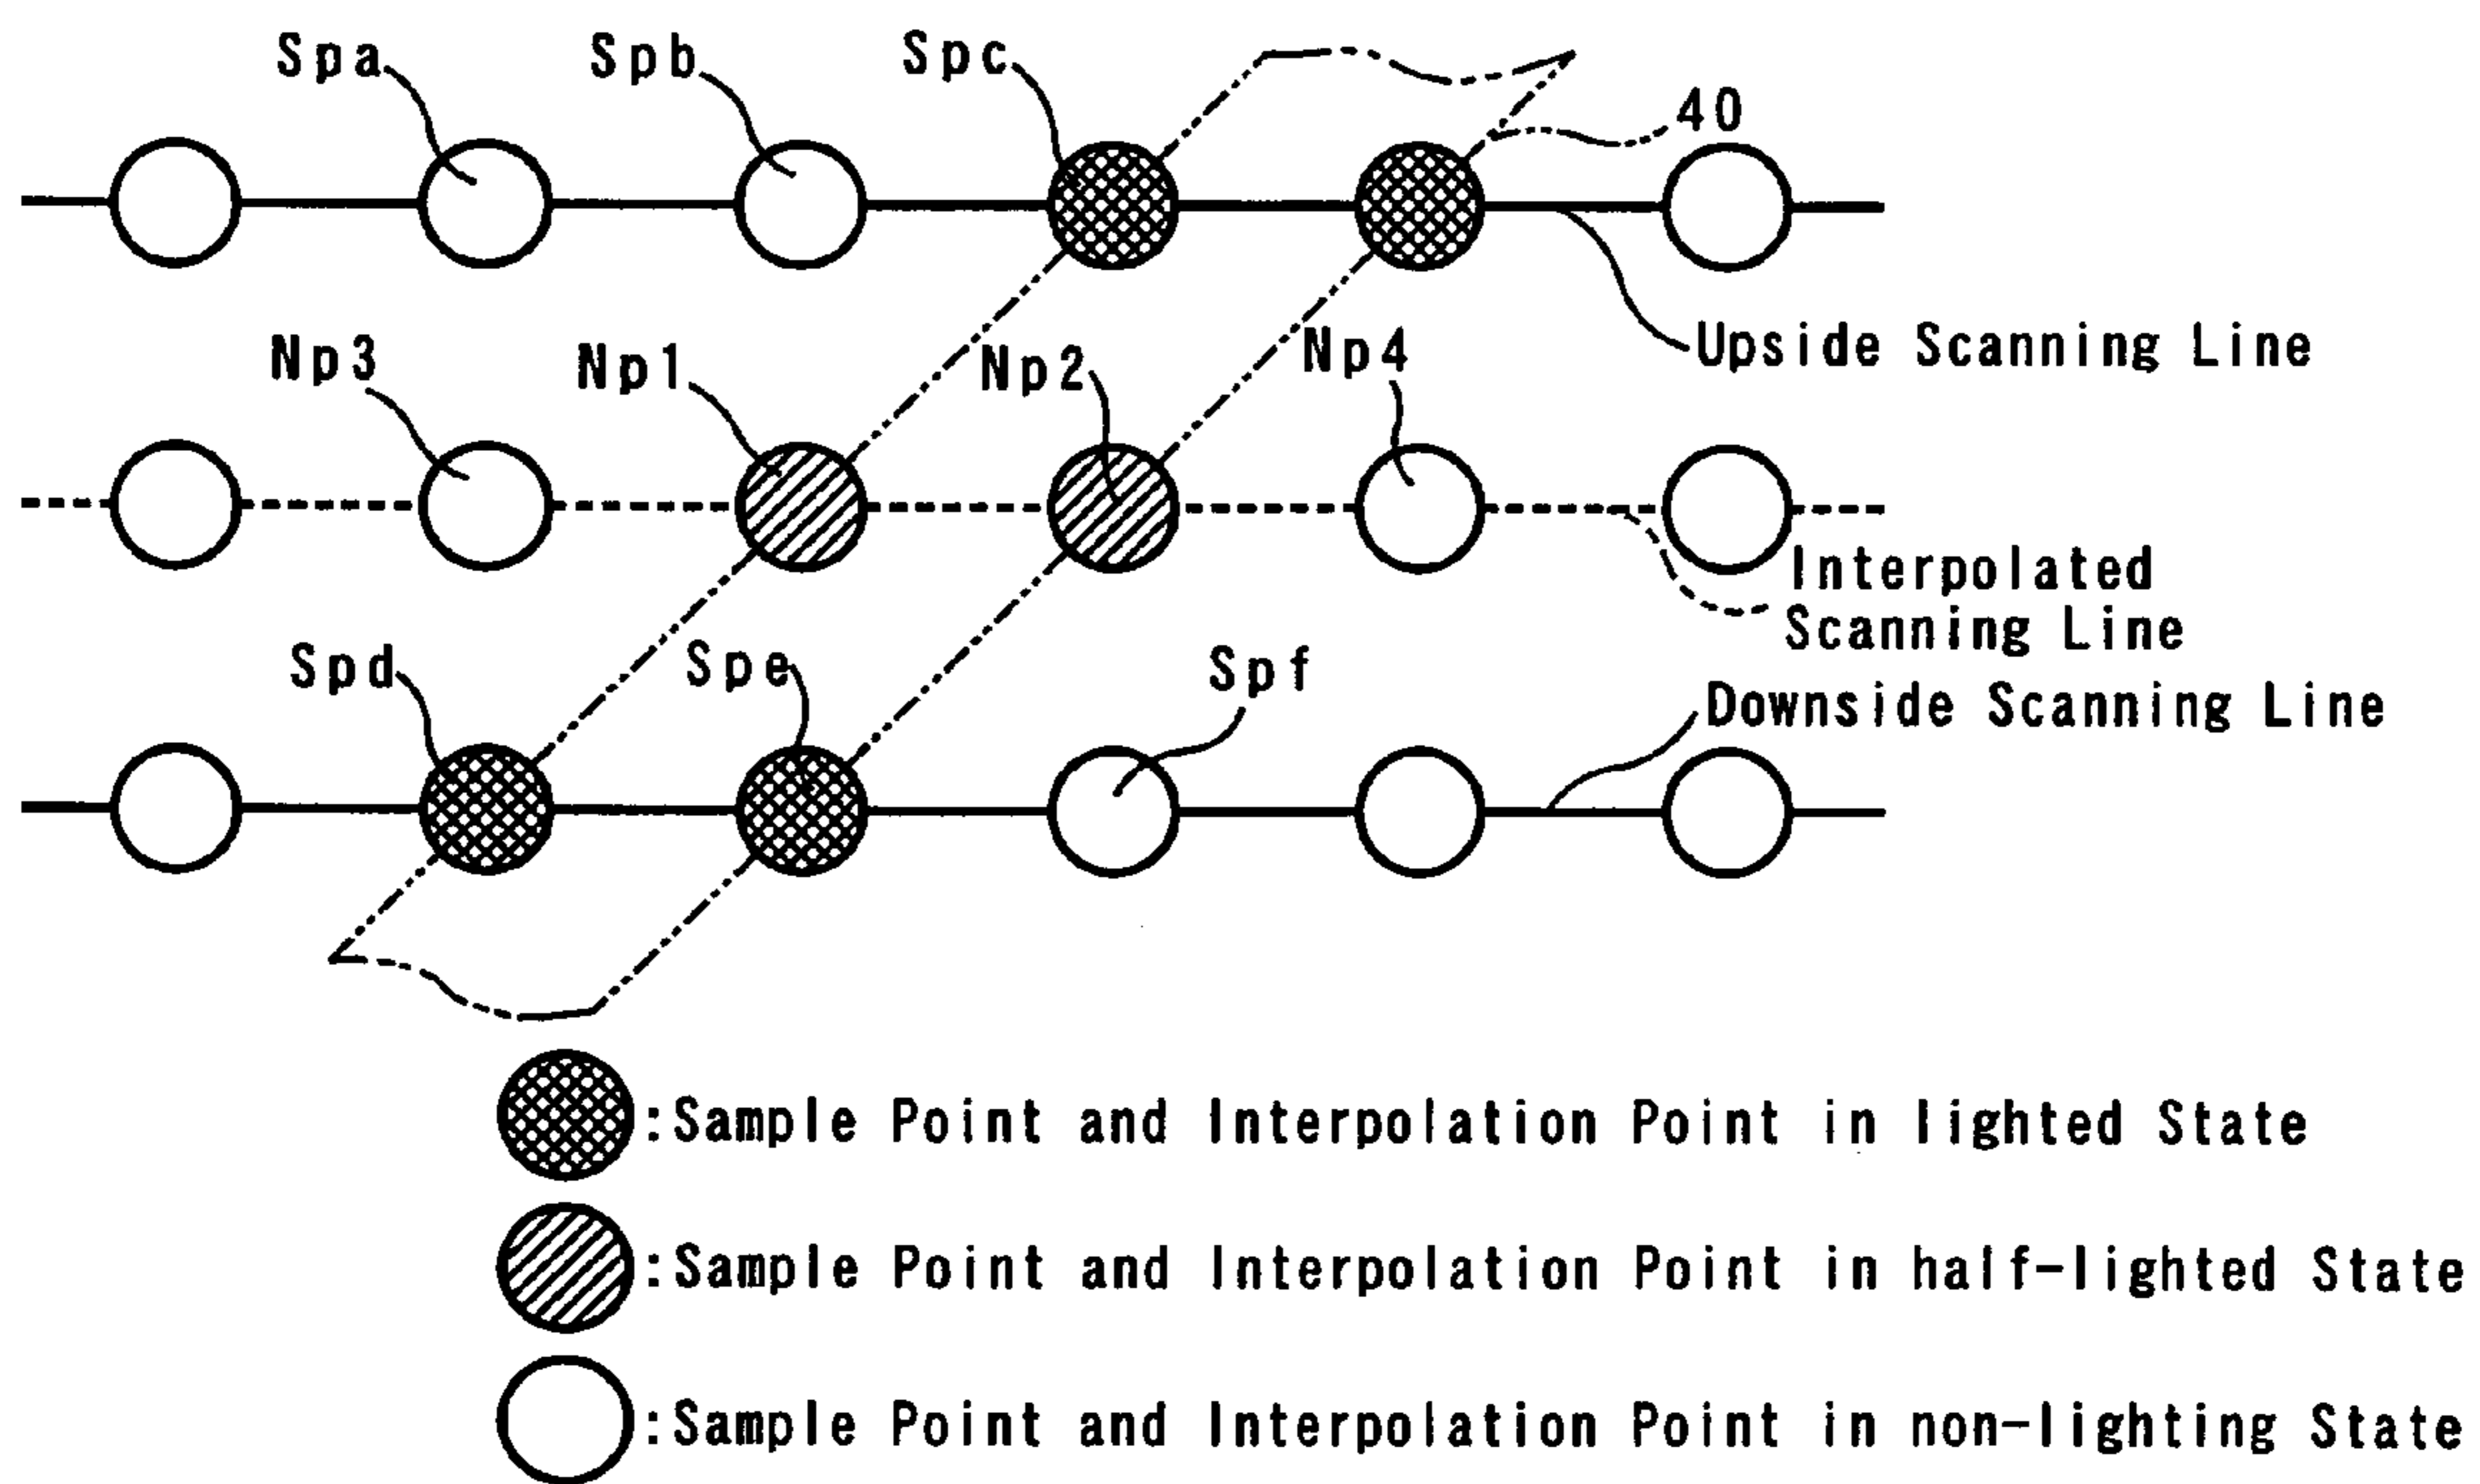 Spa
Spb
Spc
40
Upside Scanning Line
Np3
Np1
Np2
Np4
Interpolated
Scanning Line
Spd
Spe
Spf
Downside Scanning Line
:Sample Point and Interpolation Point in lighted State
:Sample Point and Interpolation Point in half-lighted State
:Sample Point and Interpolation Point in non-lighting State